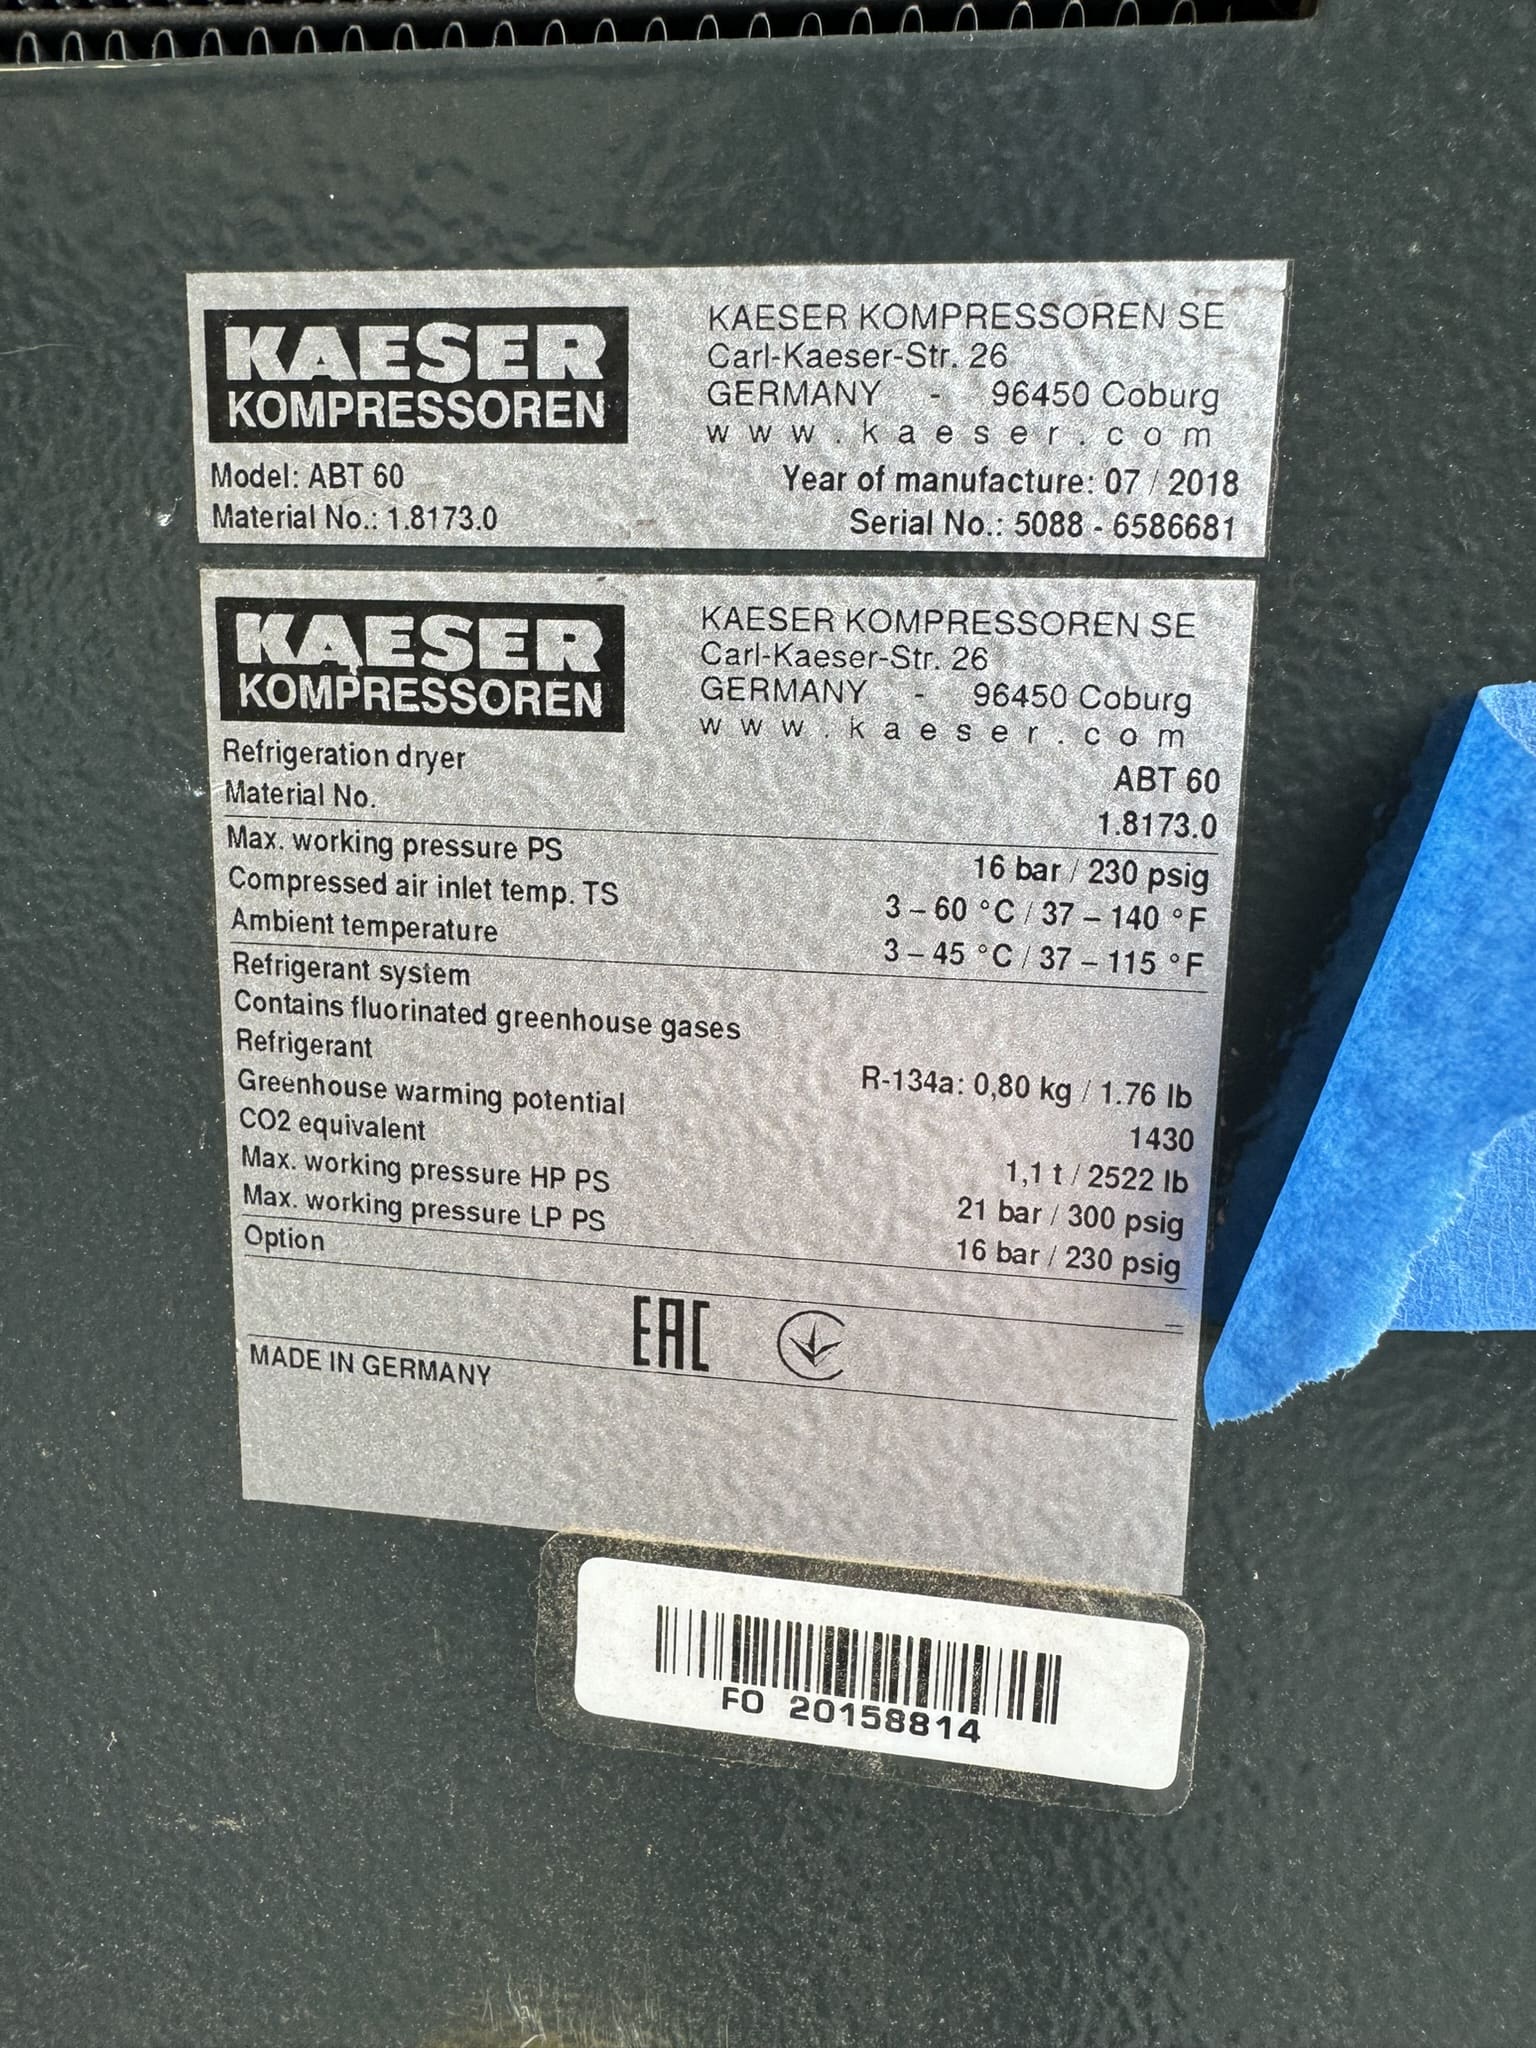 KAESER
KOMPRESSOREN
KAESER KOMPRESSOREN SE
Carl-Kaeser-Str. 26
GERMANY - 96450 Coburg
www.kaeser.com
Model: ABT 60
Year of manufacture: 07 / 2018
Material No.: 1.8173.0
Serial No.: 5088 - 6586681
KAESER
KOMPRESSOREN
KAESER KOMPRESSOREN SE
Carl-Kaeser-Str. 26
GERMANY - 96450 Coburg
www.kaeser.com
Refrigeration dryer ABT 60
Material No. 1.8173.0
Max. working pressure PS 16 bar / 230 psig
Compressed air inlet temp. TS 3 – 60 °C / 37 – 140 °F
Ambient temperature 3 – 45 °C / 37 – 115 °F
Refrigerant system
Contains fluorinated greenhouse gases
Refrigerant R-134a: 0,80 kg / 1.76 lb
Greenhouse warming potential 1430
CO2 equivalent 1,1 t / 2522 lb
Max. working pressure HP PS 21 bar / 300 psig
Max. working pressure LP PS 16 bar / 230 psig
Option –
EAC
MADE IN GERMANY
FO 20158814